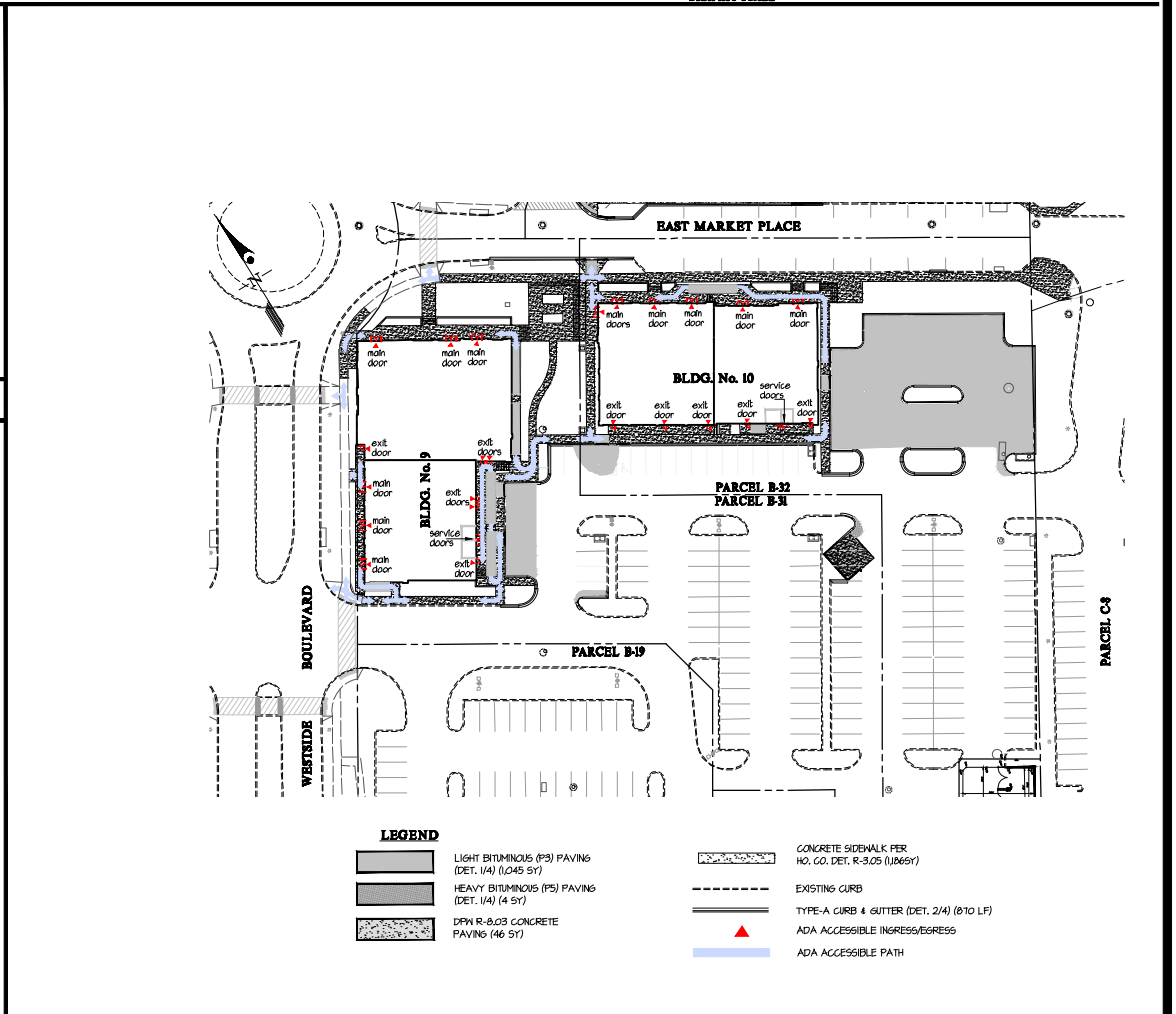 EAST MARKET PLACE
main
doors
main
door
main
door
main
door
main
door
main
door
main
door
main
door
BLDG. No. 10
service
doors
exit
door
exit
door
exit
door
exit
door
exit
door
exit
door
exit
doors
BLDG. No. 9
main
door
exit
doors
main
door
service
doors
main
door
exit
door
PARCEL B-32
PARCEL B-31
BOULEVARD
WESTSIDE
PARCEL B-19
PARCEL C-8
LEGEND
LIGHT BITUMINOUS (P3) PAVING
(DET. 1/4) (1,045 SY)
HEAVY BITUMINOUS (P5) PAVING
(DET. 1/4) (4 SY)
DPW R-8.03 CONCRETE
PAVING (46 SY)
CONCRETE SIDEWALK PER
HO. CO. DET. R-3.05 (1,186SY)
EXISTING CURB
TYPE-A CURB & GUTTER (DET. 2/4) (870 LF)
ADA ACCESSIBLE INGRESS/EGRESS
ADA ACCESSIBLE PATH